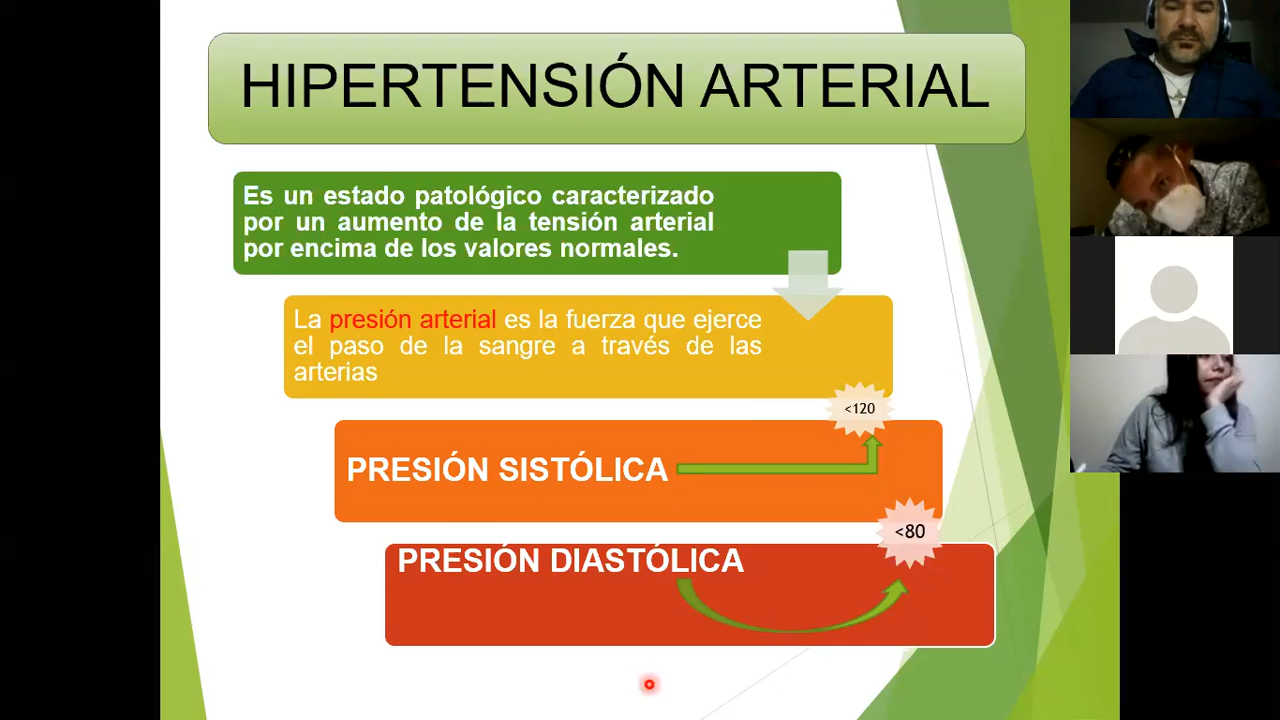 HIPERTENSIÓN ARTERIAL
Es un estado patológico caracterizado
por un aumento de la tensión arterial
por encima de los valores normales.
La presión arterial es la fuerza que ejerce
el paso de la sangre a través de las
arterias
<120
PRESIÓN SISTÓLICA
<80
PRESIÓN DIASTÓLICA